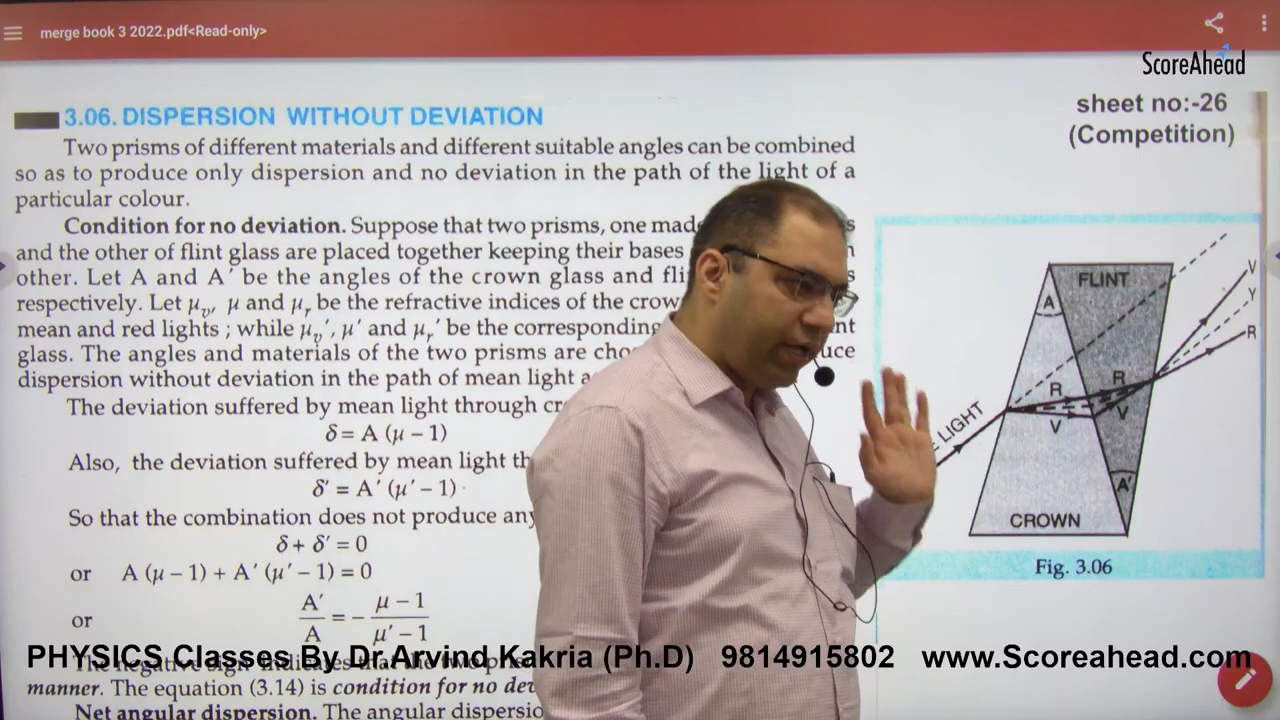 merge book 3 2022.pdf<Read-only>
ScoreAhead
sheet no:-26
(Competition)
3.06. DISPERSION WITHOUT DEVIATION
Two prisms of different materials and different suitable angles can be combined
so as to produce only dispersion and no deviation in the path of the light of a
particular colour.
Condition for no deviation. Suppose that two prisms, one made
and the other of flint glass are placed together keeping their bases
other. Let A and A′ be the angles of the crown glass and
respectively. Let μᵥ, μ and μᵣ be the refractive indices of the
mean and red lights ; while μᵥ′, μ′ and μᵣ′ be the corresponding
glass. The angles and materials of the two prisms are
dispersion without deviation in the path of mean light
The deviation suffered by mean light through
δ = A (μ – 1)
Also, the deviation suffered by mean light
δ′ = A′ (μ′ – 1)
So that the combination does not produce any
δ + δ′ = 0
or A (μ – 1) + A′ (μ′ – 1) = 0
or A′/A = – μ – 1/μ′ – 1
The negative sign indicates that the two
manner. The equation (3.14) is condition for no
Net angular dispersion. The angular
FLINT
A
V
Y
R
R
R
V
V
LIGHT
A′
CROWN
Fig. 3.06
PHYSICS Classes By Dr.Arvind Kakria (Ph.D) 9814915802 www.Scoreahead.com